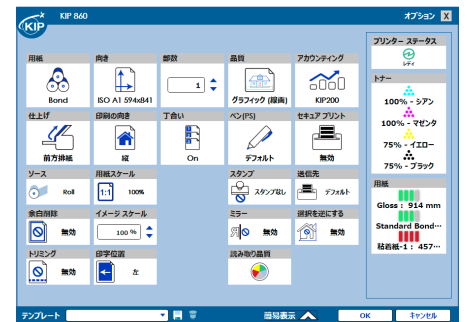 KIP
KIP 860
オプション X
用紙
向き
部数
品質
アカウンティング
Bond
ISO A1 594x841
1
グラフィック (線画)
KIP200
仕上げ
印刷の向き
丁合い
ペン(PS)
セキュアプリント
前方排紙
縦
On
デフォルト
無効
ソース
用紙スケール
スタンプ
送信先
Roll
1:1
100%
スタンプなし
デフォルト
余白削除
イメージ スケール
ミラー
選択を逆にする
無効
100 %
無効
無効
トリミング
印字位置
読み取り品質
無効
左
プリンター ステータス
レディ
トナー
100% - シアン
100% - マゼンタ
75% - イエロー
75% - ブラック
用紙
Gloss : 914 mm
Standard Bond…
粘着紙-1 : 457…
テンプレート
簡易表示
OK
キャンセル